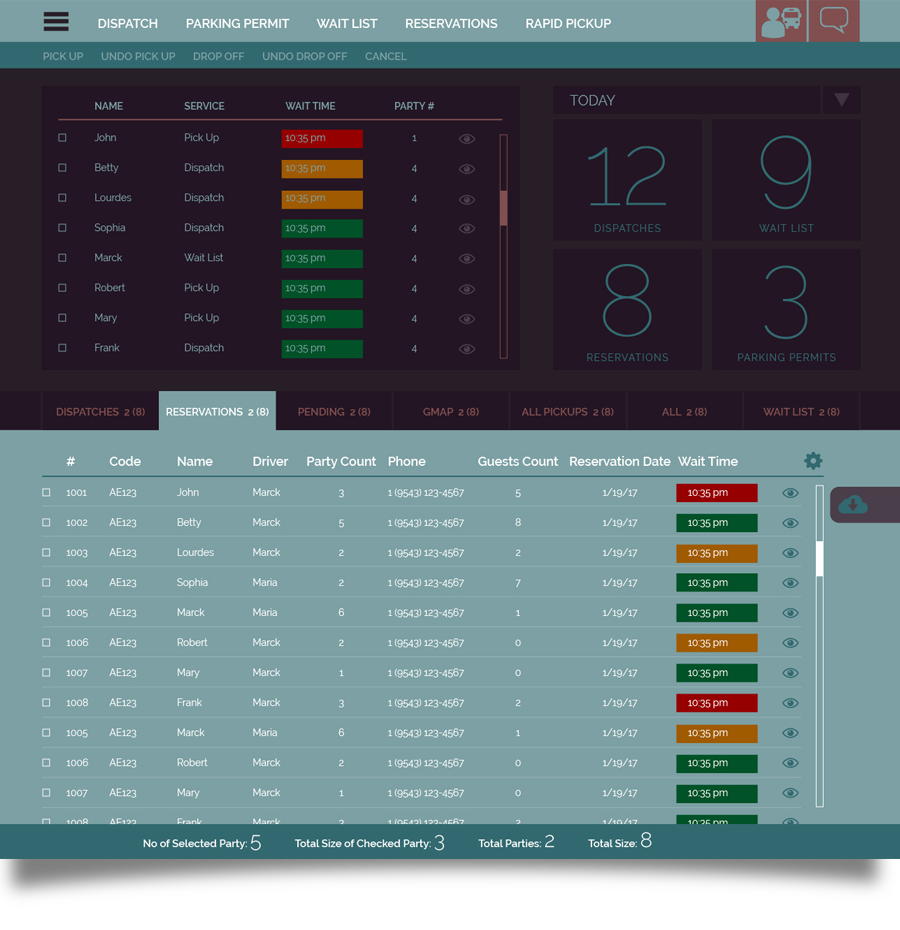 DISPATCH PARKING PERMIT WAIT LIST RESERVATIONS RAPID PICKUP
PICK UP UNDO PICK UP DROP OFF UNDO DROP OFF CANCEL
NAME SERVICE WAIT TIME PARTY #
John Pick Up 10:35 pm 1
Betty Dispatch 10:35 pm 4
Lourdes Dispatch 10:35 pm 4
Sophia Dispatch 10:35 pm 4
Marck Wait List 10:35 pm 4
Robert Pick Up 10:35 pm 4
Mary Pick Up 10:35 pm 4
Frank Dispatch 10:35 pm 4
TODAY
12 9
DISPATCHES WAIT LIST
8 3
RESERVATIONS PARKING PERMITS
DISPATCHES 2 (8) RESERVATIONS 2 (8) PENDING 2 (8) GMAP 2 (8) ALL PICKUPS 2 (8) ALL 2 (8) WAIT LIST 2 (8)
# Code Name Driver Party Count Phone Guests Count Reservation Date Wait Time
1001 AE123 John Marck 3 1 (9543) 123-4567 5 1/19/17 10:35 pm
1002 AE123 Betty Marck 5 1 (9543) 123-4567 8 1/19/17 10:35 pm
1003 AE123 Lourdes Marck 2 1 (9543) 123-4567 2 1/19/17 10:35 pm
1004 AE123 Sophia Maria 2 1 (9543) 123-4567 7 1/19/17 10:35 pm
1005 AE123 Marck Maria 6 1 (9543) 123-4567 1 1/19/17 10:35 pm
1006 AE123 Robert Marck 2 1 (9543) 123-4567 0 1/19/17 10:35 pm
1007 AE123 Mary Marck 1 1 (9543) 123-4567 0 1/19/17 10:35 pm
1008 AE123 Frank Marck 3 1 (9543) 123-4567 2 1/19/17 10:35 pm
1005 AE123 Marck Maria 6 1 (9543) 123-4567 1 1/19/17 10:35 pm
1006 AE123 Robert Marck 2 1 (9543) 123-4567 0 1/19/17 10:35 pm
1007 AE123 Mary Marck 1 1 (9543) 123-4567 0 1/19/17 10:35 pm
1008 AE123 Frank Marck 3 1 (9543) 123-4567 2 1/19/17 10:35 pm
No of Selected Party: 5 Total Size of Checked Party: 3 Total Parties: 2 Total Size: 8